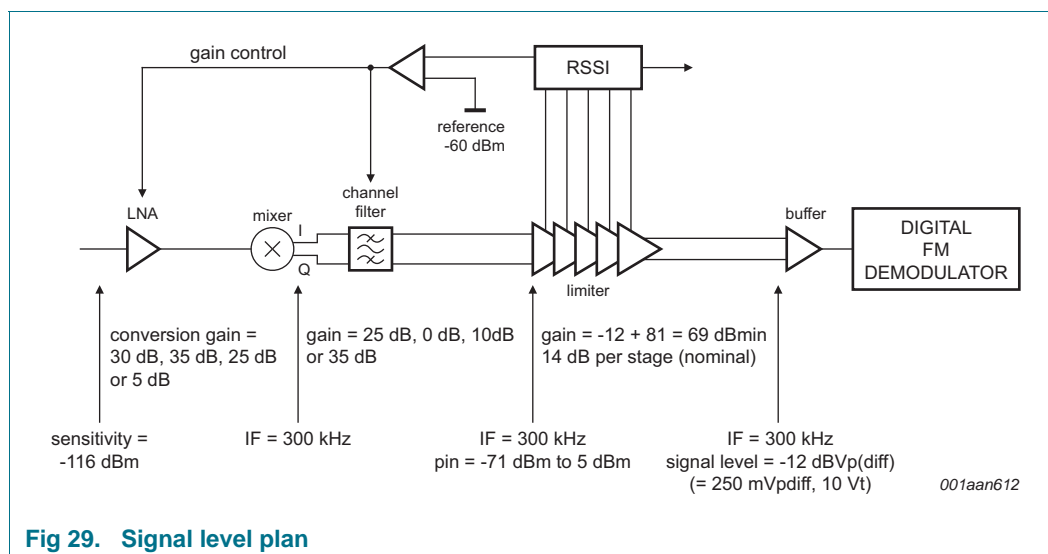 gain control
RSSI
reference
-60 dBm
LNA
mixer
channel
filter
I
Q
limiter
buffer
DIGITAL
FM
DEMODULATOR
conversion gain =
30 dB, 35 dB, 25 dB
or 5 dB
gain = 25 dB, 0 dB, 10dB
or 35 dB
gain = -12 + 81 = 69 dBmin
14 dB per stage (nominal)
sensitivity =
-116 dBm
IF = 300 kHz
IF = 300 kHz
pin = -71 dBm to 5 dBm
IF = 300 kHz
signal level = -12 dBVp(diff)
(= 250 mVpdiff, 10 Vt)
001aan612
Fig 29. Signal level plan